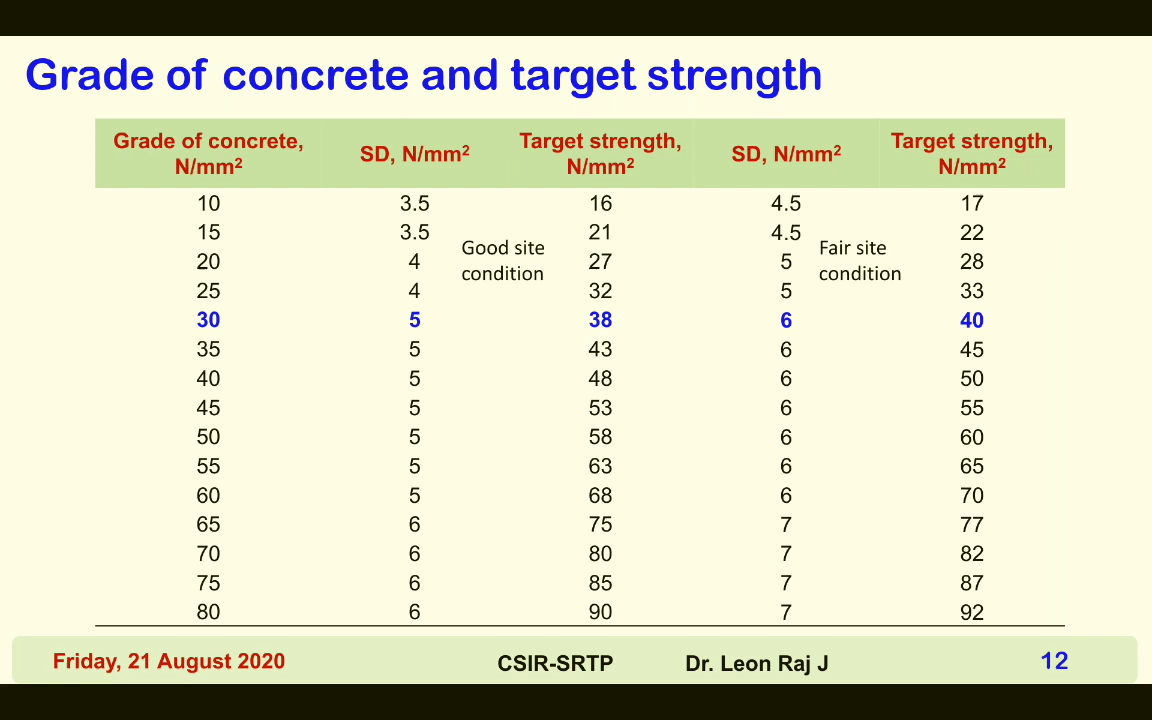 Grade of concrete and target strength
Grade of concrete, N/mm² SD, N/mm² Target strength, N/mm² SD, N/mm² Target strength, N/mm²
10 3.5 16 4.5 17
15 3.5 21 4.5 22
Good site condition
Fair site condition
20 4 27 5 28
25 4 32 5 33
30 5 38 6 40
35 5 43 6 45
40 5 48 6 50
45 5 53 6 55
50 5 58 6 60
55 5 63 6 65
60 5 68 6 70
65 6 75 7 77
70 6 80 7 82
75 6 85 7 87
80 6 90 7 92
Friday, 21 August 2020 CSIR-SRTP Dr. Leon Raj J 12